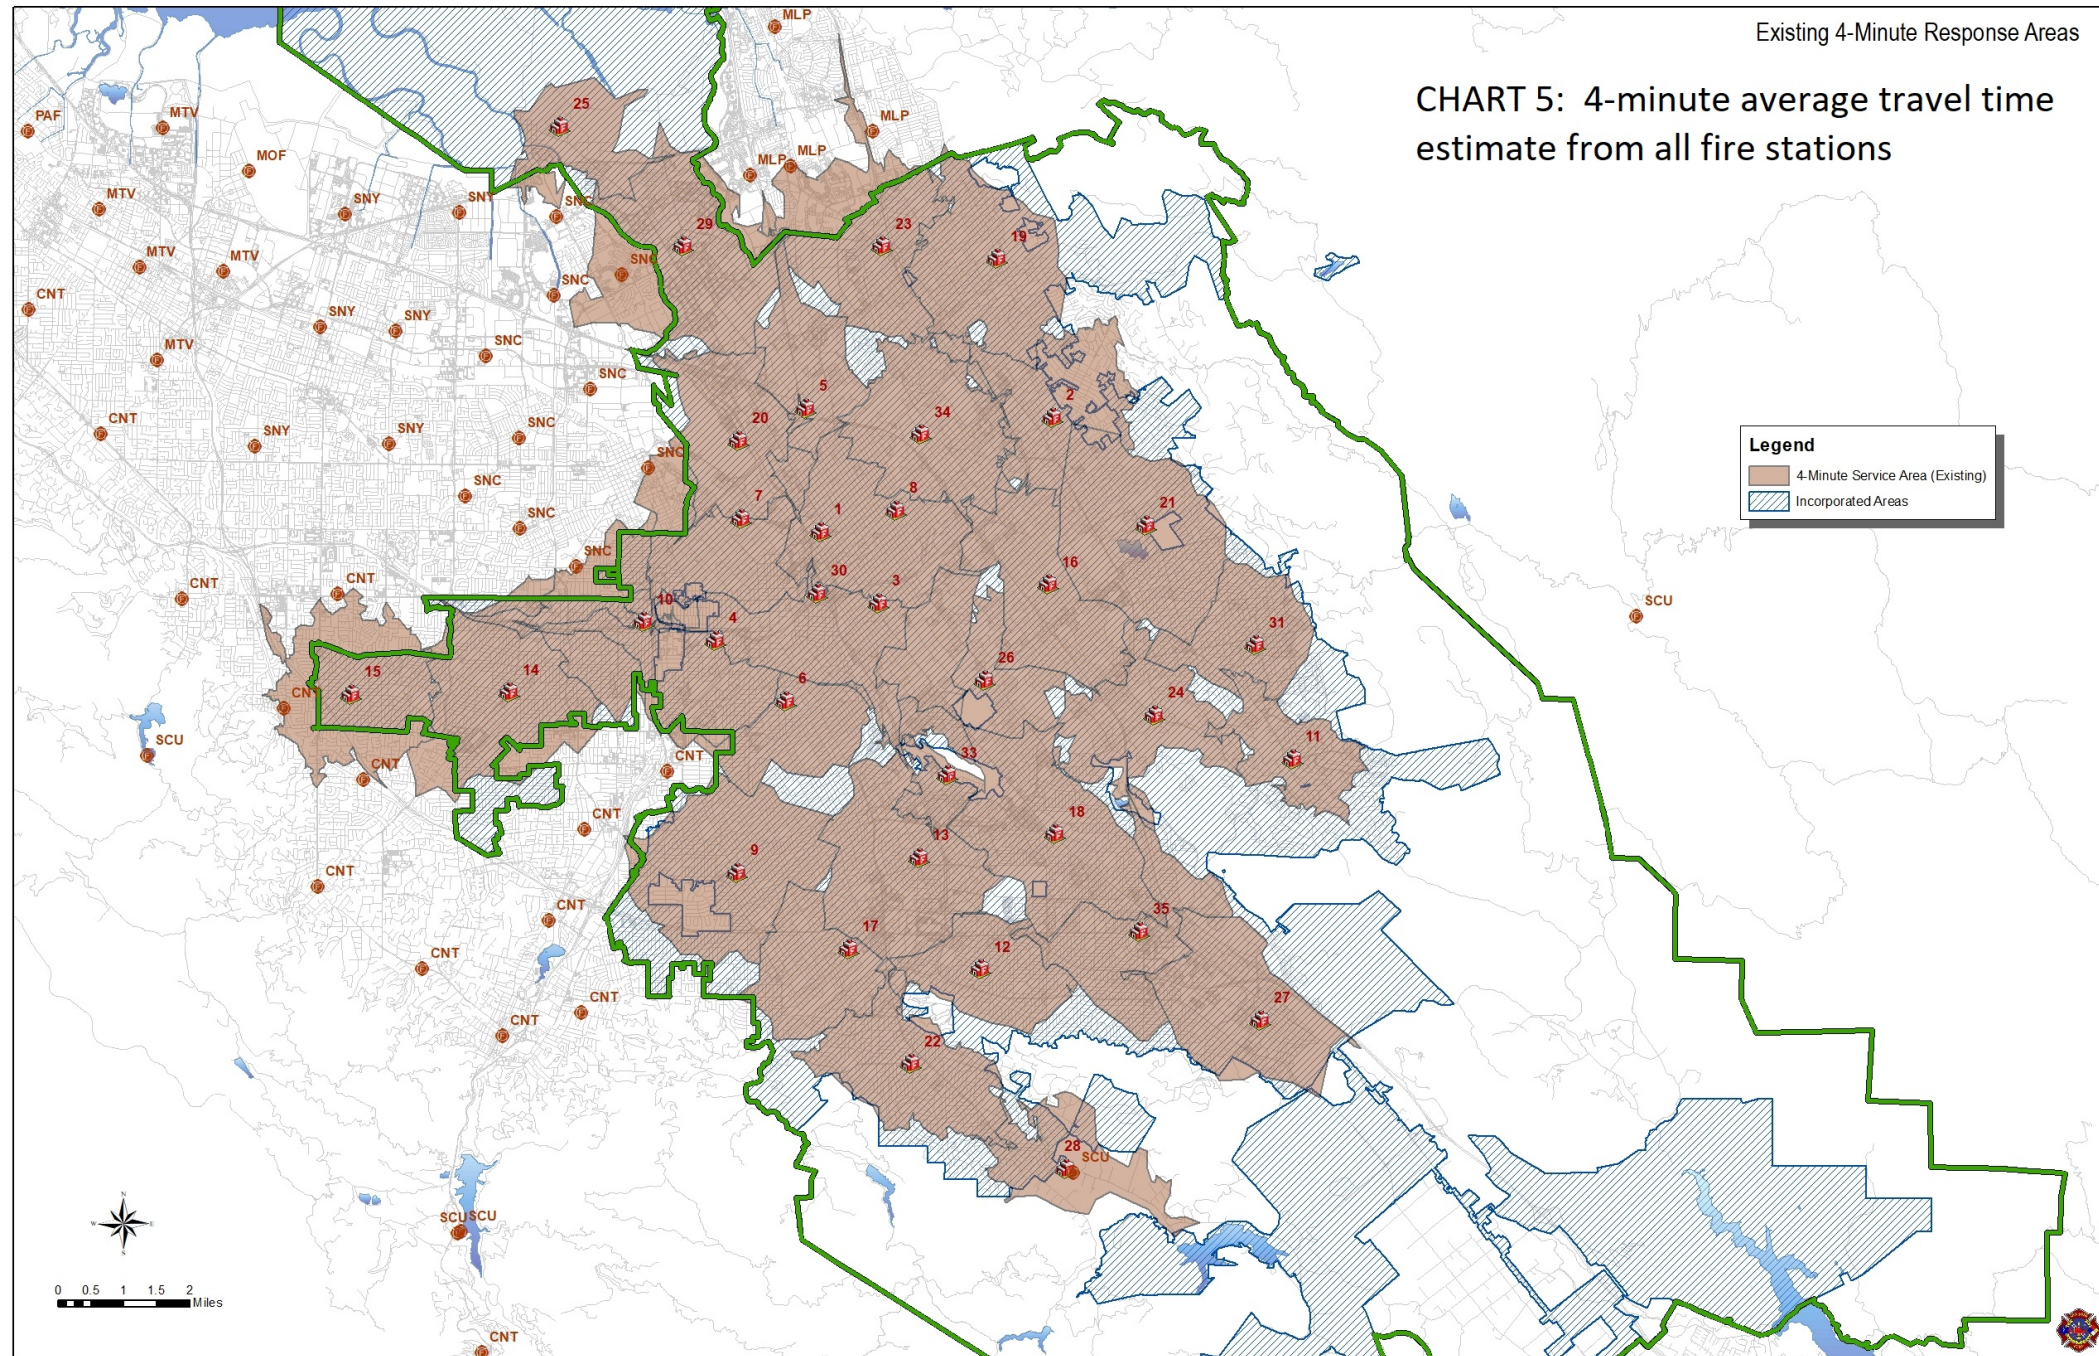 Existing 4-Minute Response Areas
CHART 5: 4-minute average travel time
estimate from all fire stations
MLP
25
PAF
MTV
MLP
MOF
MLP
MLP
MTV
SNY
SNY
SNC
29
23
19
MTV
MTV
SNC
SNC
CNT
SNY
SNY
MTV
SNC
SNC
5
2
20
34
CNT
SNY
SNY
SNC
SNC
Legend
4-Minute Service Area (Existing)
Incorporated Areas
SNC
7
8
1
21
SNC
SNC
CNT
CNT
30
3
16
10
4
SCU
31
15
14
26
CNT
6
24
SCU
CNT
CNT
33
11
CNT
13
18
9
CNT
CNT
35
17
12
CNT
CNT
CNT
27
22
28
SCU
N
W
E
S
SCU
SCU
0 0.5 1 1.5 2
Miles
CNT